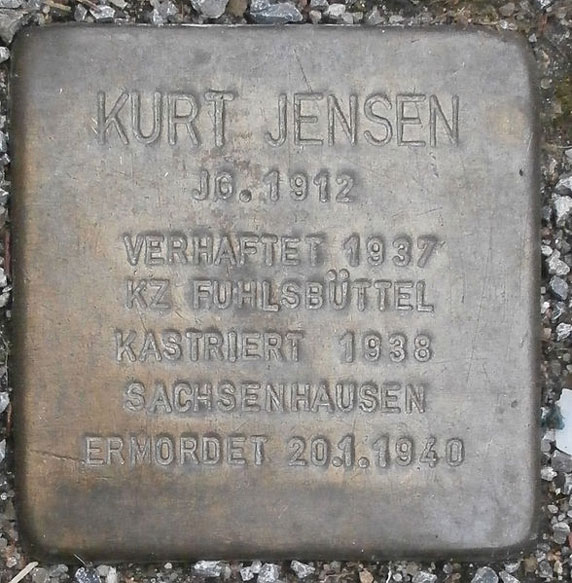 KURT JENSEN
JG. 1912
VERHAFTET 1937
KZ FUHLSBÜTTEL
KASTRIERT 1938
SACHSENHAUSEN
ERMORDET 20.1.1940